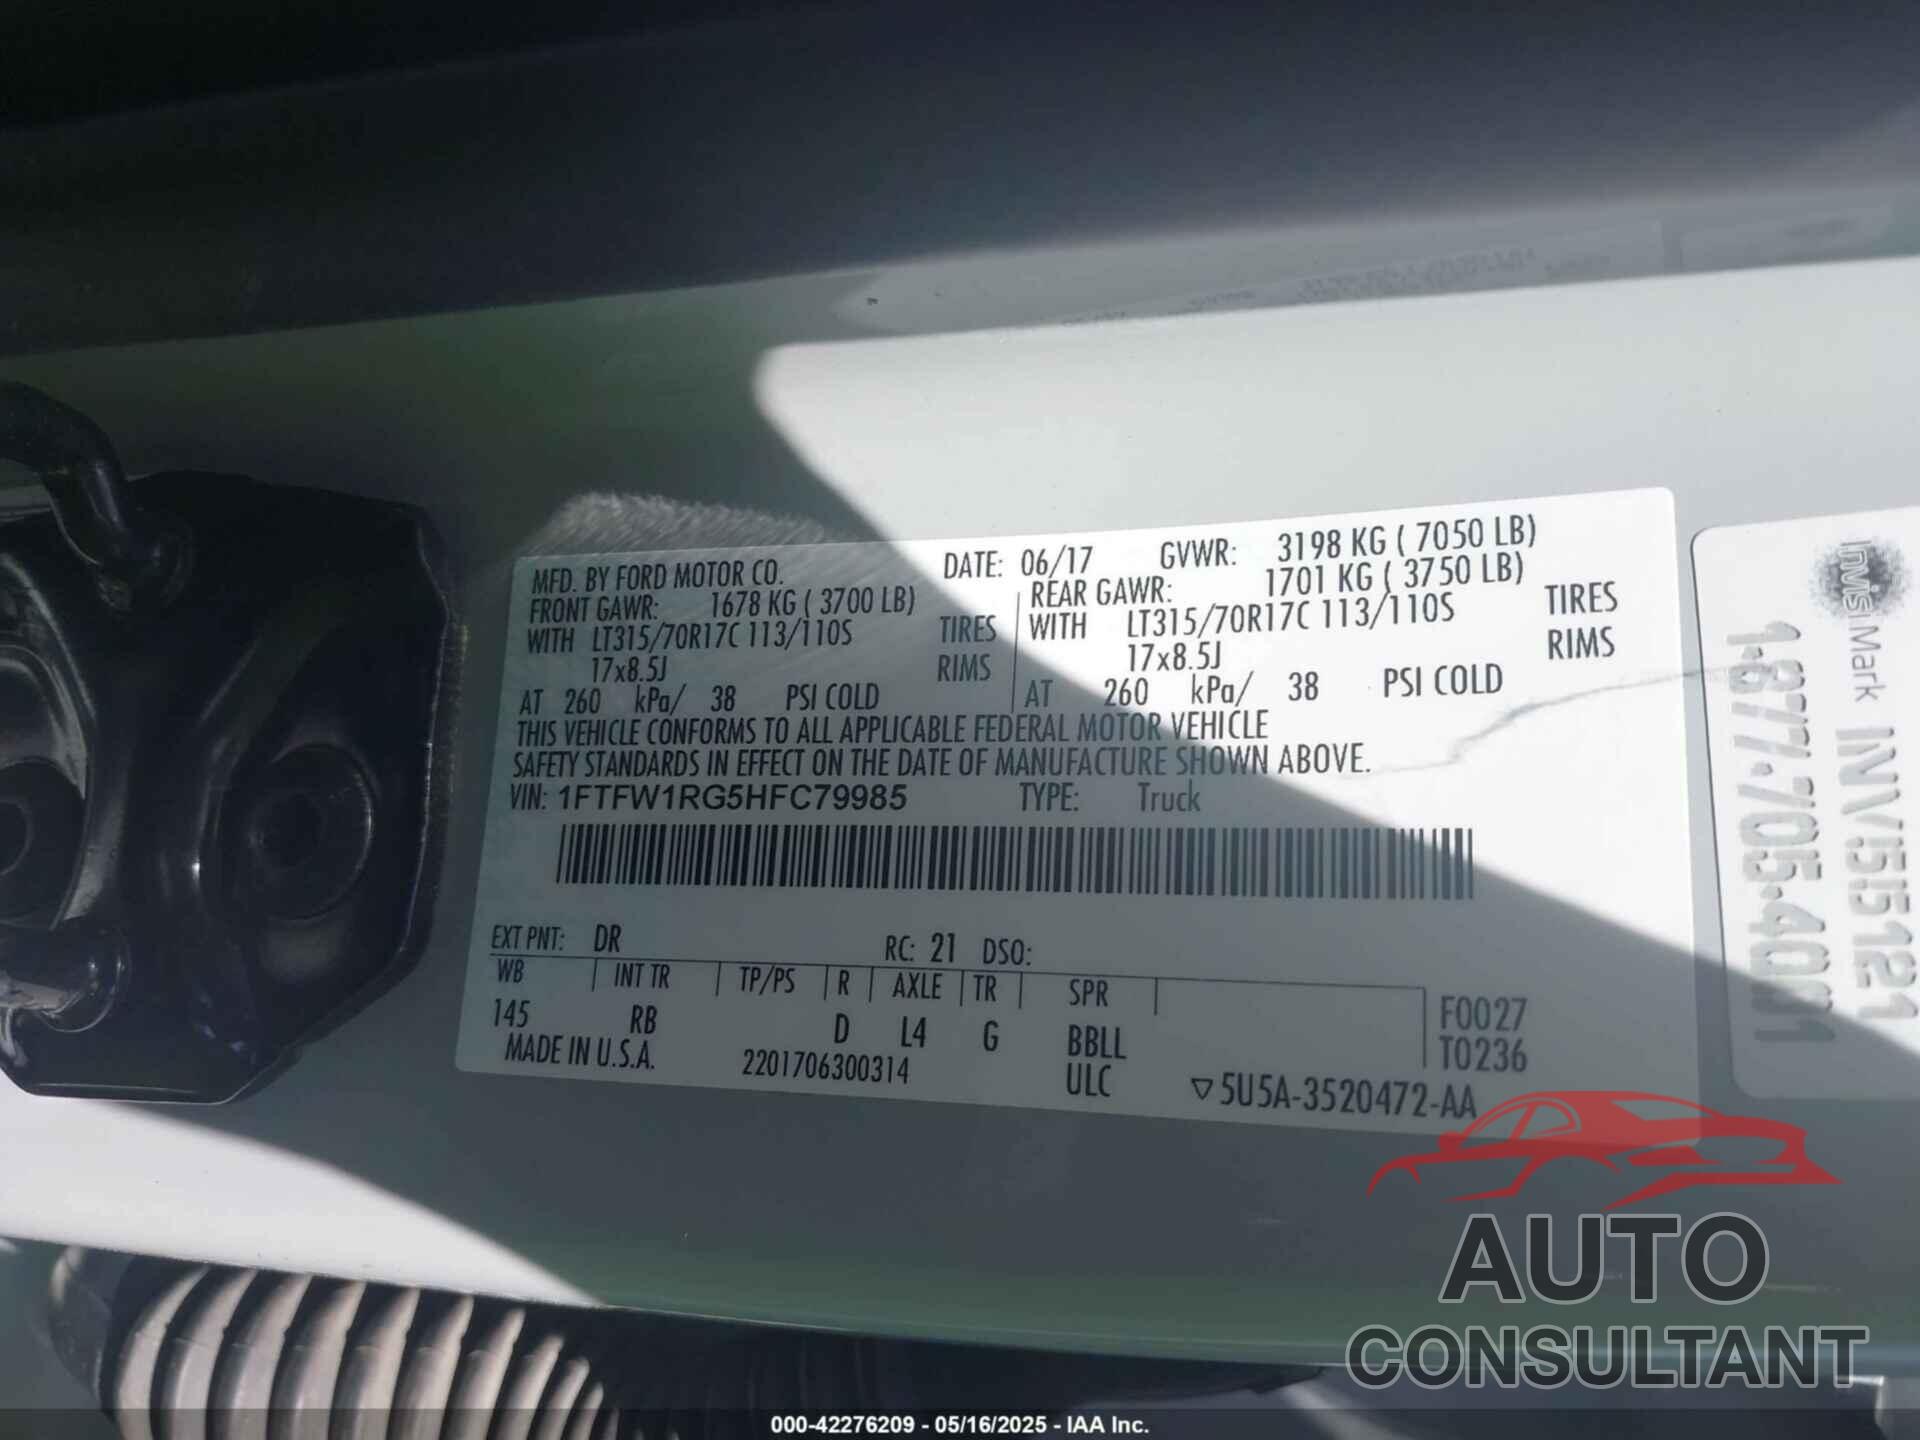 MFD. BY FORD MOTOR CO. DATE: 06/17 GVWR: 3198 KG ( 7050 LB)
FRONT GAWR: 1678 KG ( 3700 LB) REAR GAWR: 1701 KG ( 3750 LB)
WITH LT315/70R17C 113/110S TIRES WITH LT315/70R17C 113/110S TIRES
17x8.5J RIMS 17x8.5J RIMS
AT 260 kPa/ 38 PSI COLD AT 260 kPa/ 38 PSI COLD
THIS VEHICLE CONFORMS TO ALL APPLICABLE FEDERAL MOTOR VEHICLE
SAFETY STANDARDS IN EFFECT ON THE DATE OF MANUFACTURE SHOWN ABOVE.
VIN: 1FTFW1RG5HFC79985 TYPE: Truck
EXT PNT: DR RC: 21 DSO:
WB INT TR TP/PS R AXLE TR SPR
145 RB D L4 G BBLL
F0027
T0236
MADE IN U.S.A. 2201706300314 ULC ▽5U5A-3520472-AA
InvisiMark INV55121
1-877-705-4001
AUTO
CONSULTANT
000-42276209 - 05/16/2025 - IAA Inc.